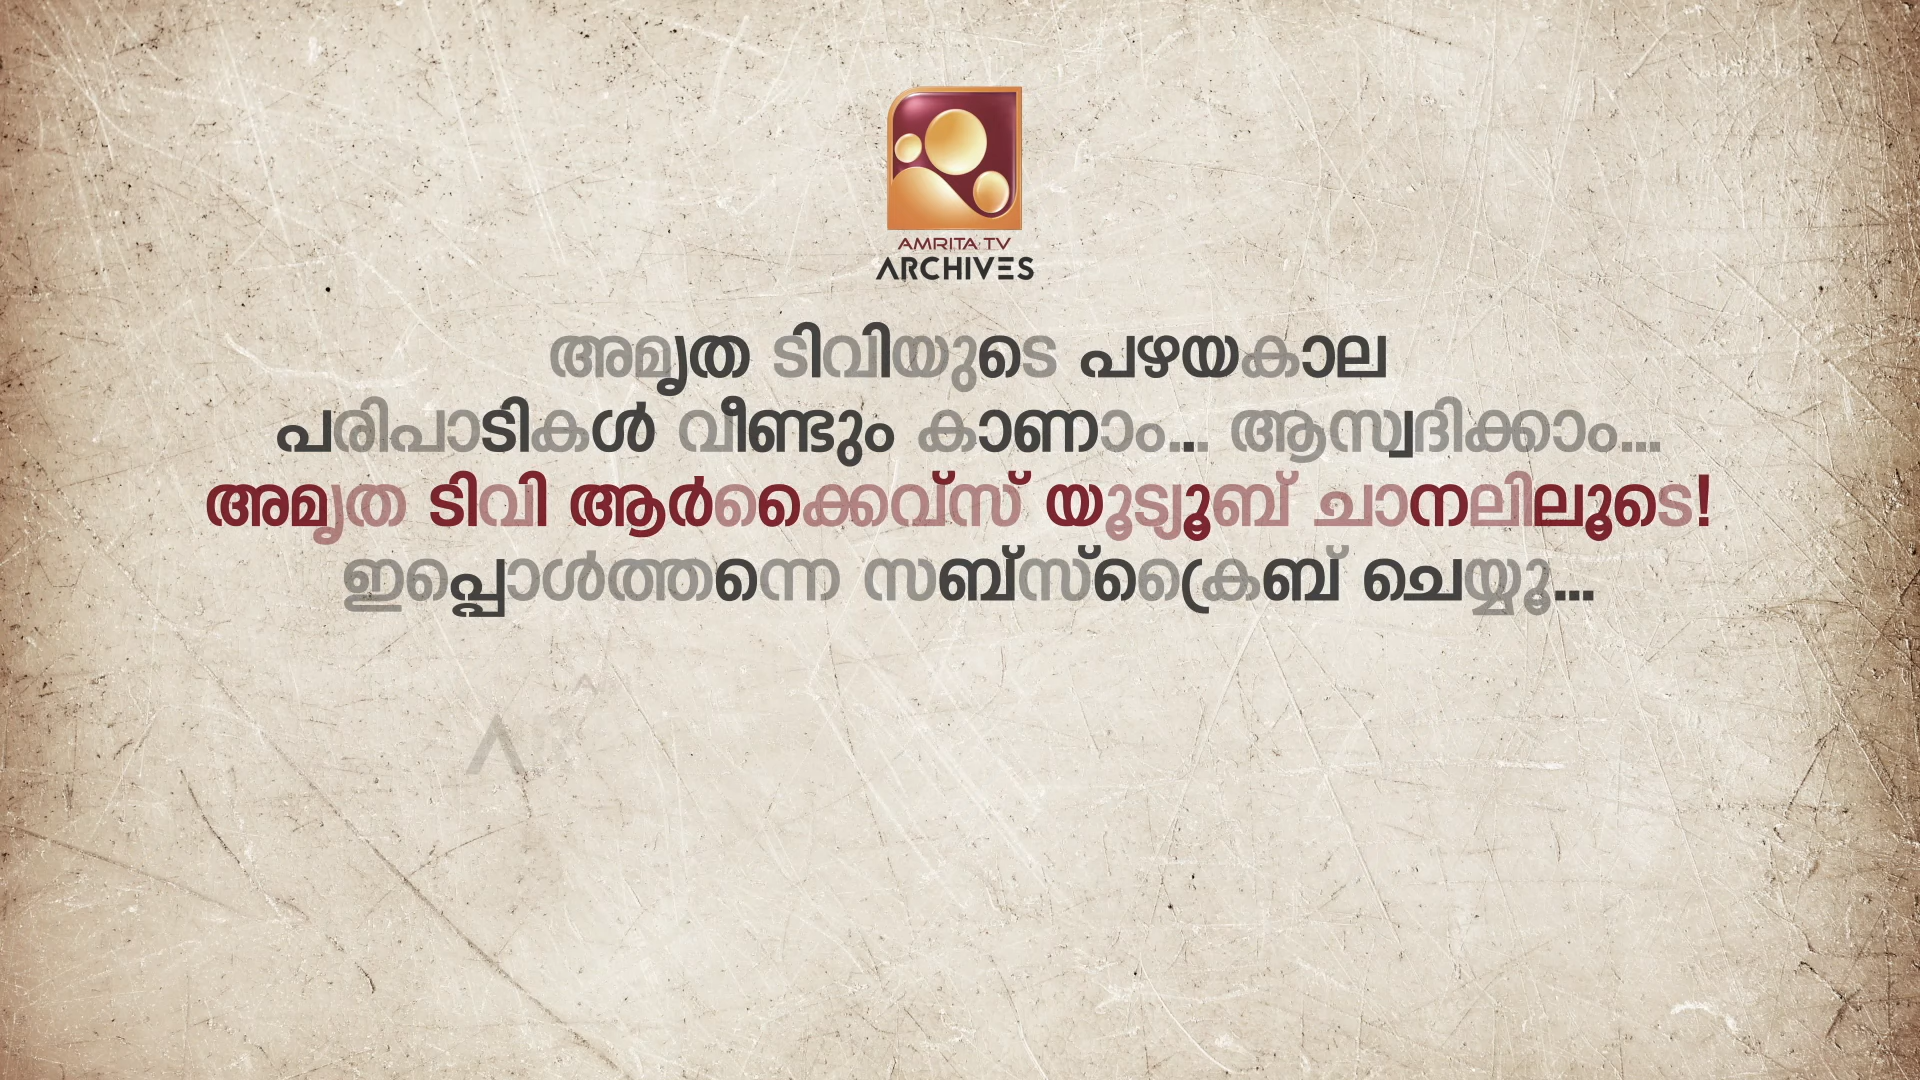 AMRITA TV
ARCHIVES
അമൃത ടിവിയുടെ പഴയകാല
പരിപാടികൾ വീണ്ടും കാണാം... ആസ്വദിക്കാം...
അമൃത ടിവി ആർക്കൈവ്സ് യൂട്യൂബ് ചാനലിലൂടെ!
ഇപ്പൊൾത്തന്നെ സബ്സ്ക്രൈബ് ചെയ്യൂ...